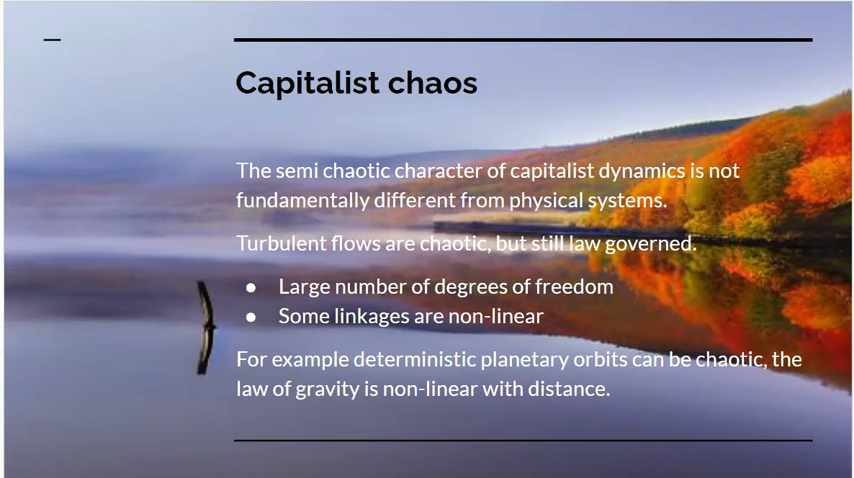 Capitalist chaos
The semi chaotic character of capitalist dynamics is not
fundamentally different from physical systems.
Turbulent flows are chaotic, but still law governed.
● Large number of degrees of freedom
● Some linkages are non-linear
For example deterministic planetary orbits can be chaotic, the
law of gravity is non-linear with distance.